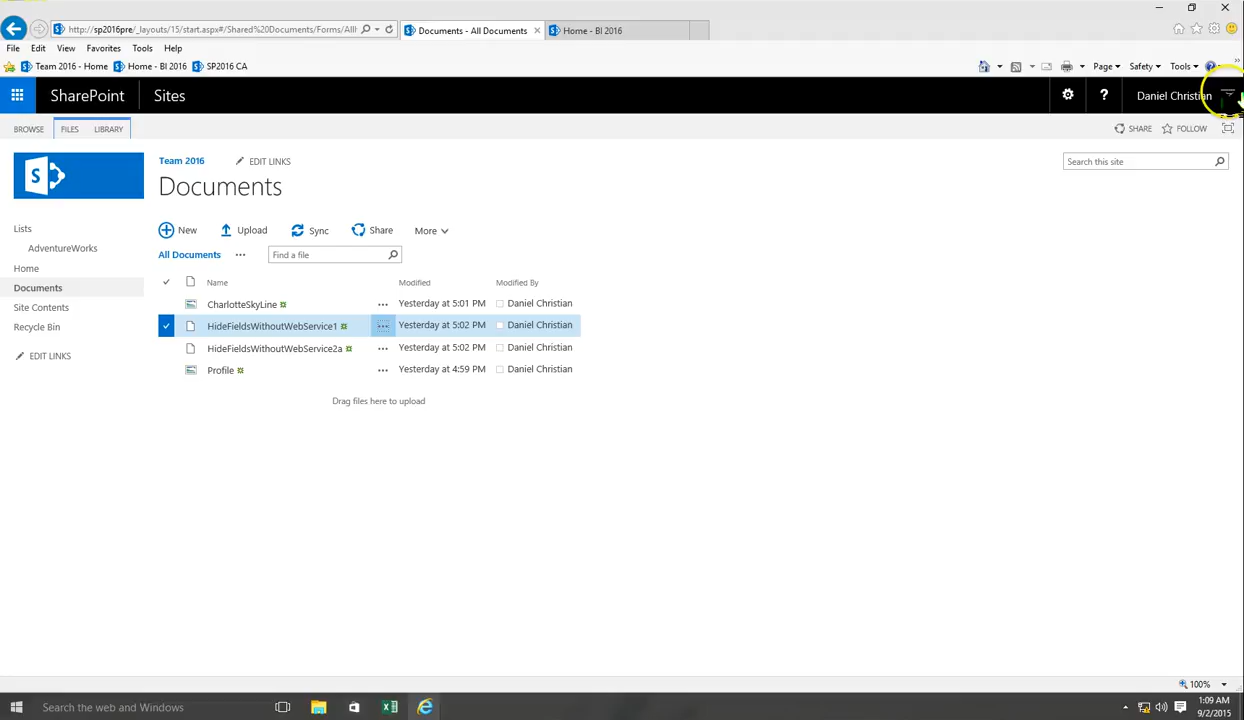 http://sp2016pre/_layouts/15/start.aspx#/Shared%20Documents/Forms/AllI
Documents - All Documents
Home - BI 2016
File Edit View Favorites Tools Help
Team 2016 - Home Home - BI 2016 SP2016 CA
Page Safety Tools
SharePoint Sites
? Daniel Christian
BROWSE FILES LIBRARY
SHARE FOLLOW
Team 2016 EDIT LINKS
Search this site
Documents
New Upload Sync Share More
All Documents ... Find a file
Name Modified Modified By
CharlotteSkyLine ... Yesterday at 5:01 PM Daniel Christian
HideFieldsWithoutWebService1 ... Yesterday at 5:02 PM Daniel Christian
HideFieldsWithoutWebService2a ... Yesterday at 5:02 PM Daniel Christian
Profile ... Yesterday at 4:59 PM Daniel Christian
Drag files here to upload
Lists
AdventureWorks
Home
Documents
Site Contents
Recycle Bin
EDIT LINKS
100%
Search the web and Windows
1:09 AM
9/2/2015